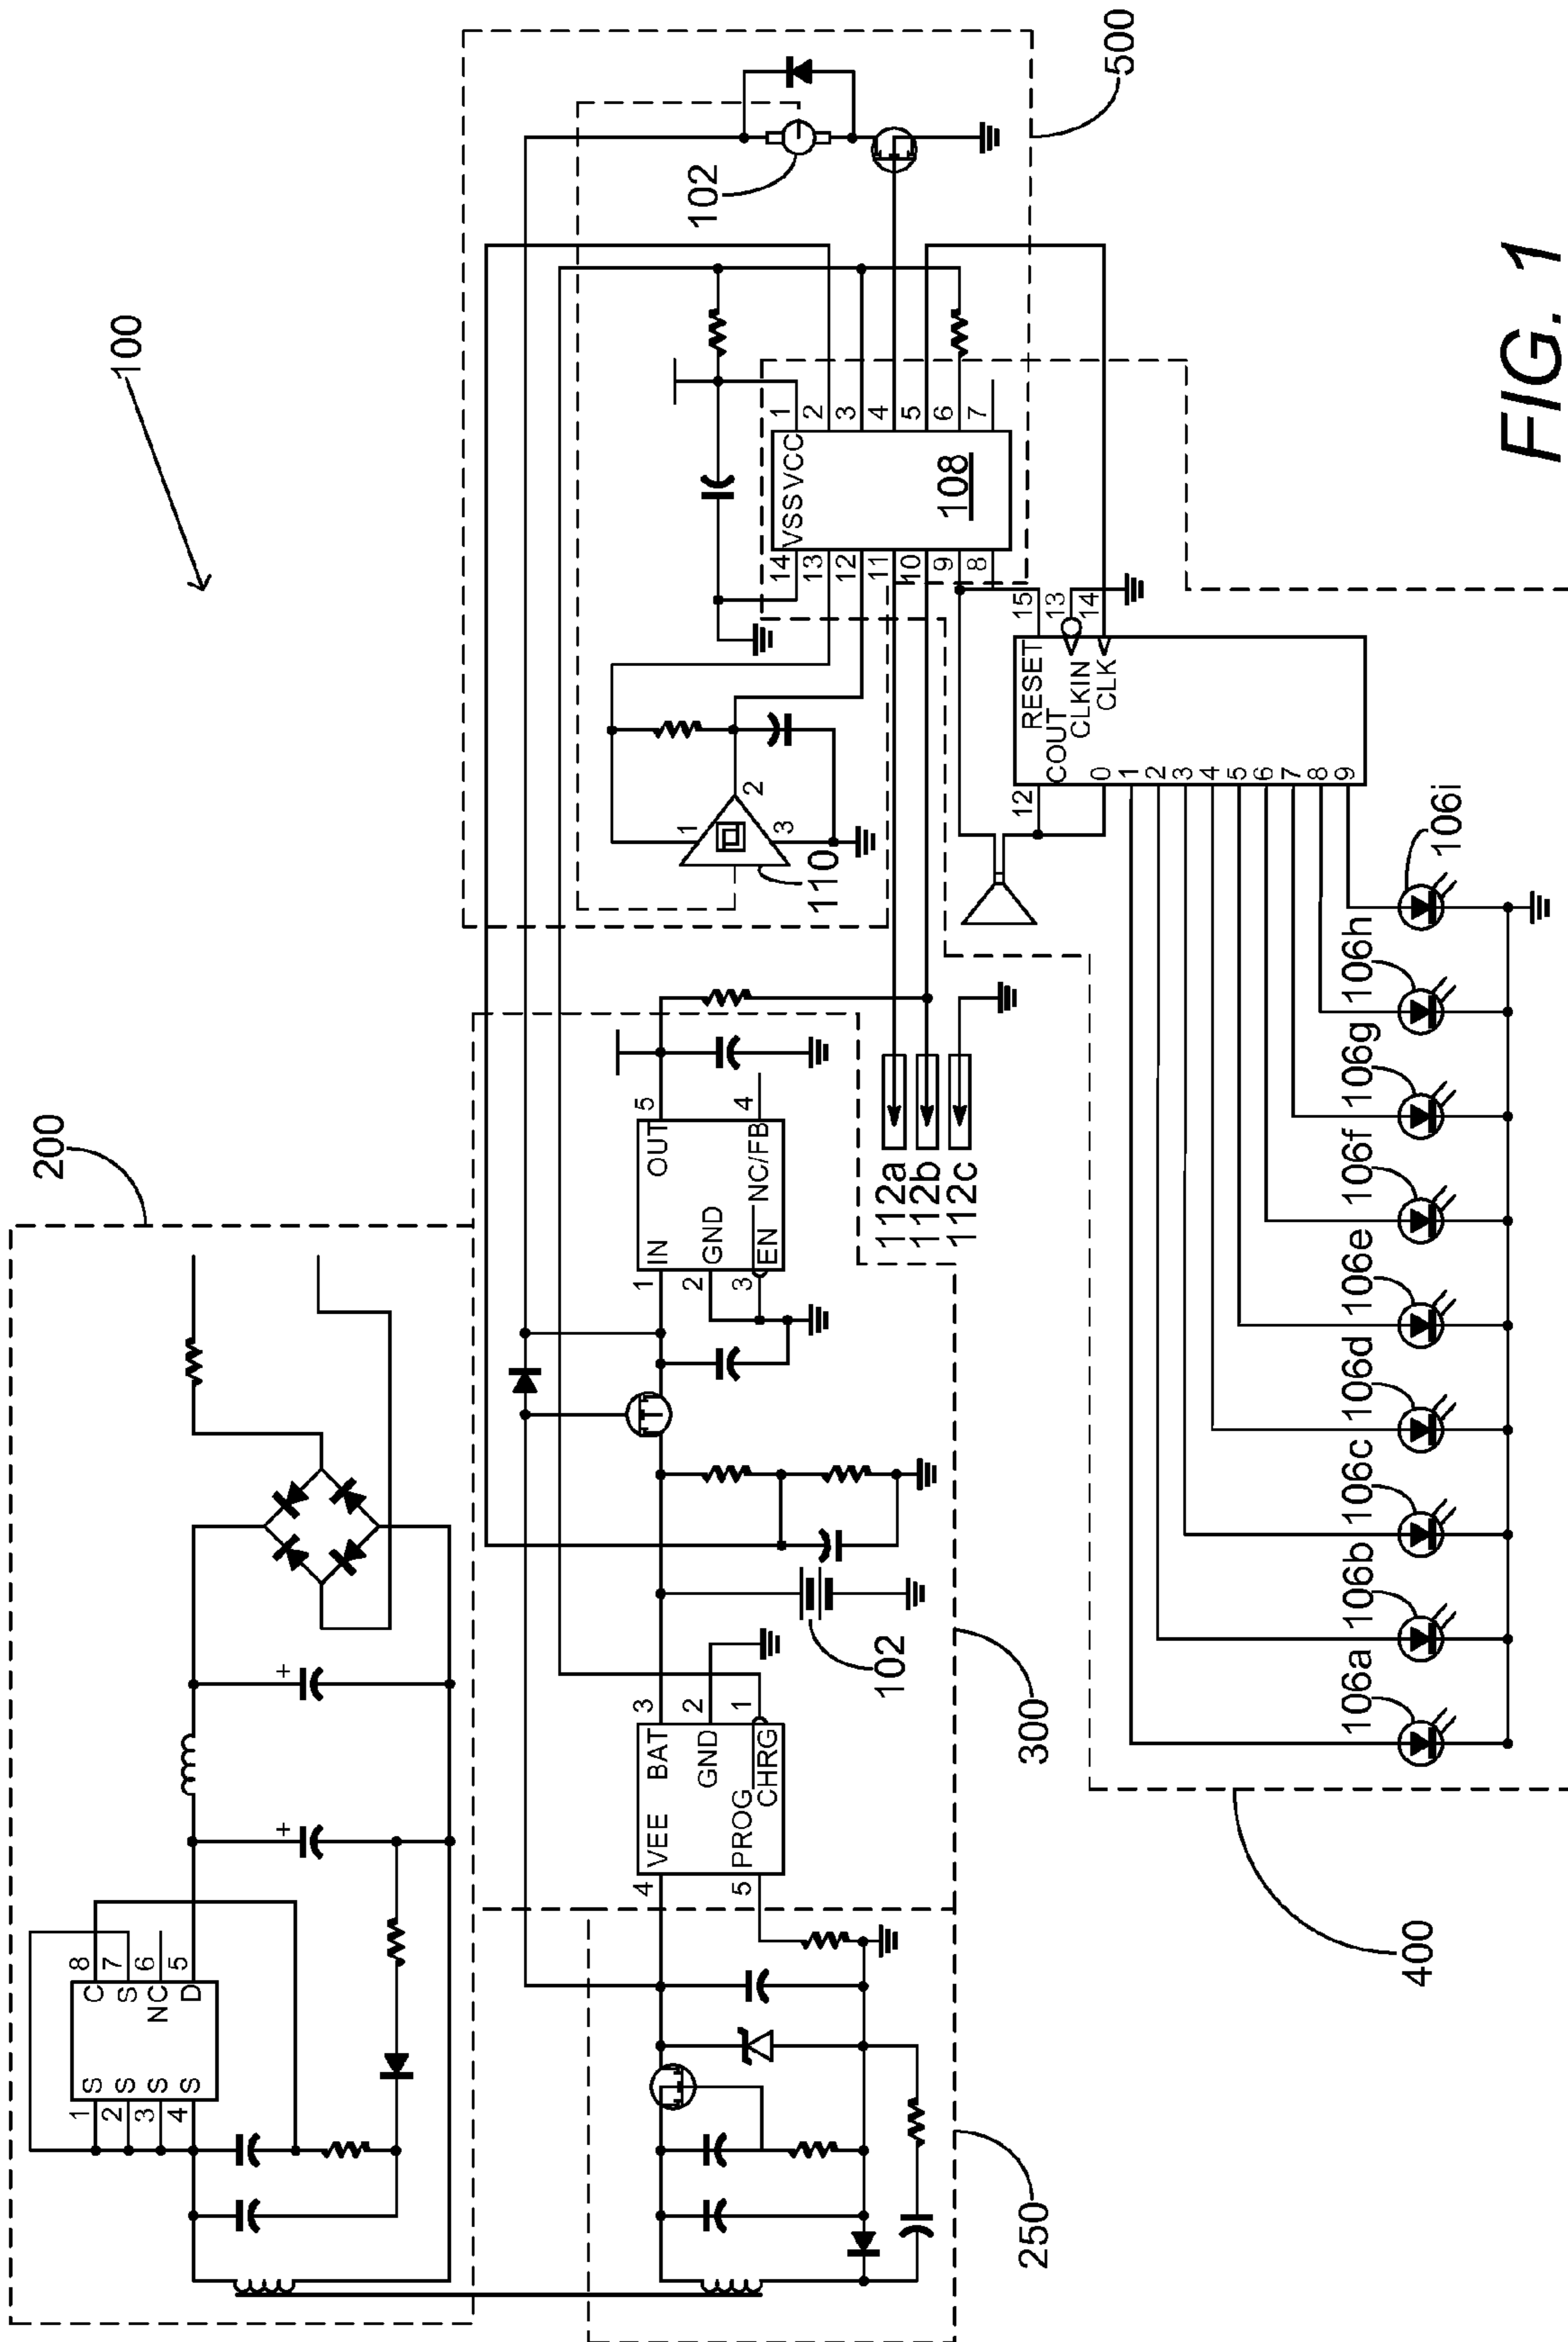 100
200
8 C S 1
7 S S 2
6 NC S 3
5 D S 4
+
+
250
4 VEE BAT 3
GND 2
5 PROG CHRG 1
102
300
1 IN OUT 5
2 GND
3 EN NC/FB 4
112a
112b
112c
110
1
2
3
14 VSS VCC 1
13 2
12 3
11 4
10 5
9 6
8 7
108
102
500
12 COUT RESET 15
CLKIN 13
CLK 14
0
1
2
3
4
5
6
7
8
9
106a 106b 106c 106d 106e 106f 106g 106h 106i
400
FIG. 1